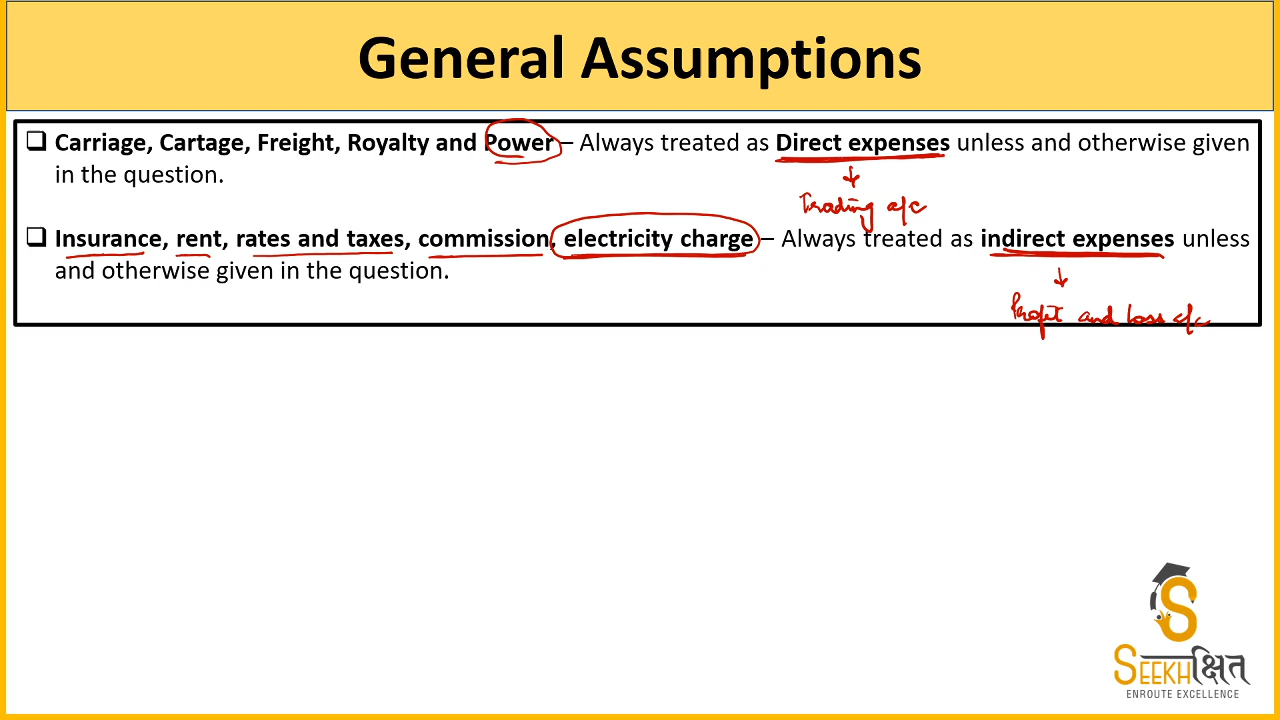 General Assumptions
❑ Carriage, Cartage, Freight, Royalty and Power – Always treated as Direct expenses unless and otherwise given
in the question.
Trading a/c
❑ Insurance, rent, rates and taxes, commission, electricity charge – Always treated as indirect expenses unless
and otherwise given in the question.
Profit and loss a/c
SEEKHक्षित
ENROUTE EXCELLENCE